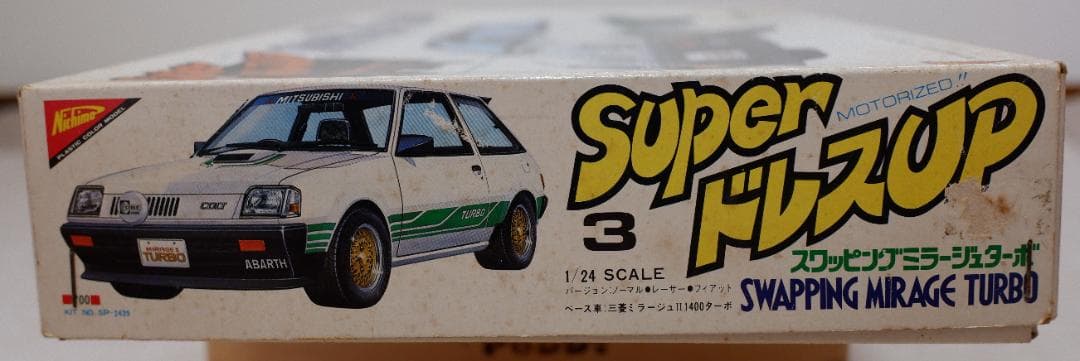 Nichimo
PLASTIC COLOR MODEL
MITSUBISHI
COLT
TURBO
MIRAGE II
TURBO
ABARTH
700
KIT NO. SP-2435
Super
MOTORIZED!!
ドレスUP
3
スワッピングミラージュターボ
1/24 SCALE
バージョン:ノーマル●レーサー●フィアット
ベース車:三菱ミラージュII1400ターボ
SWAPPING MIRAGE TURBO